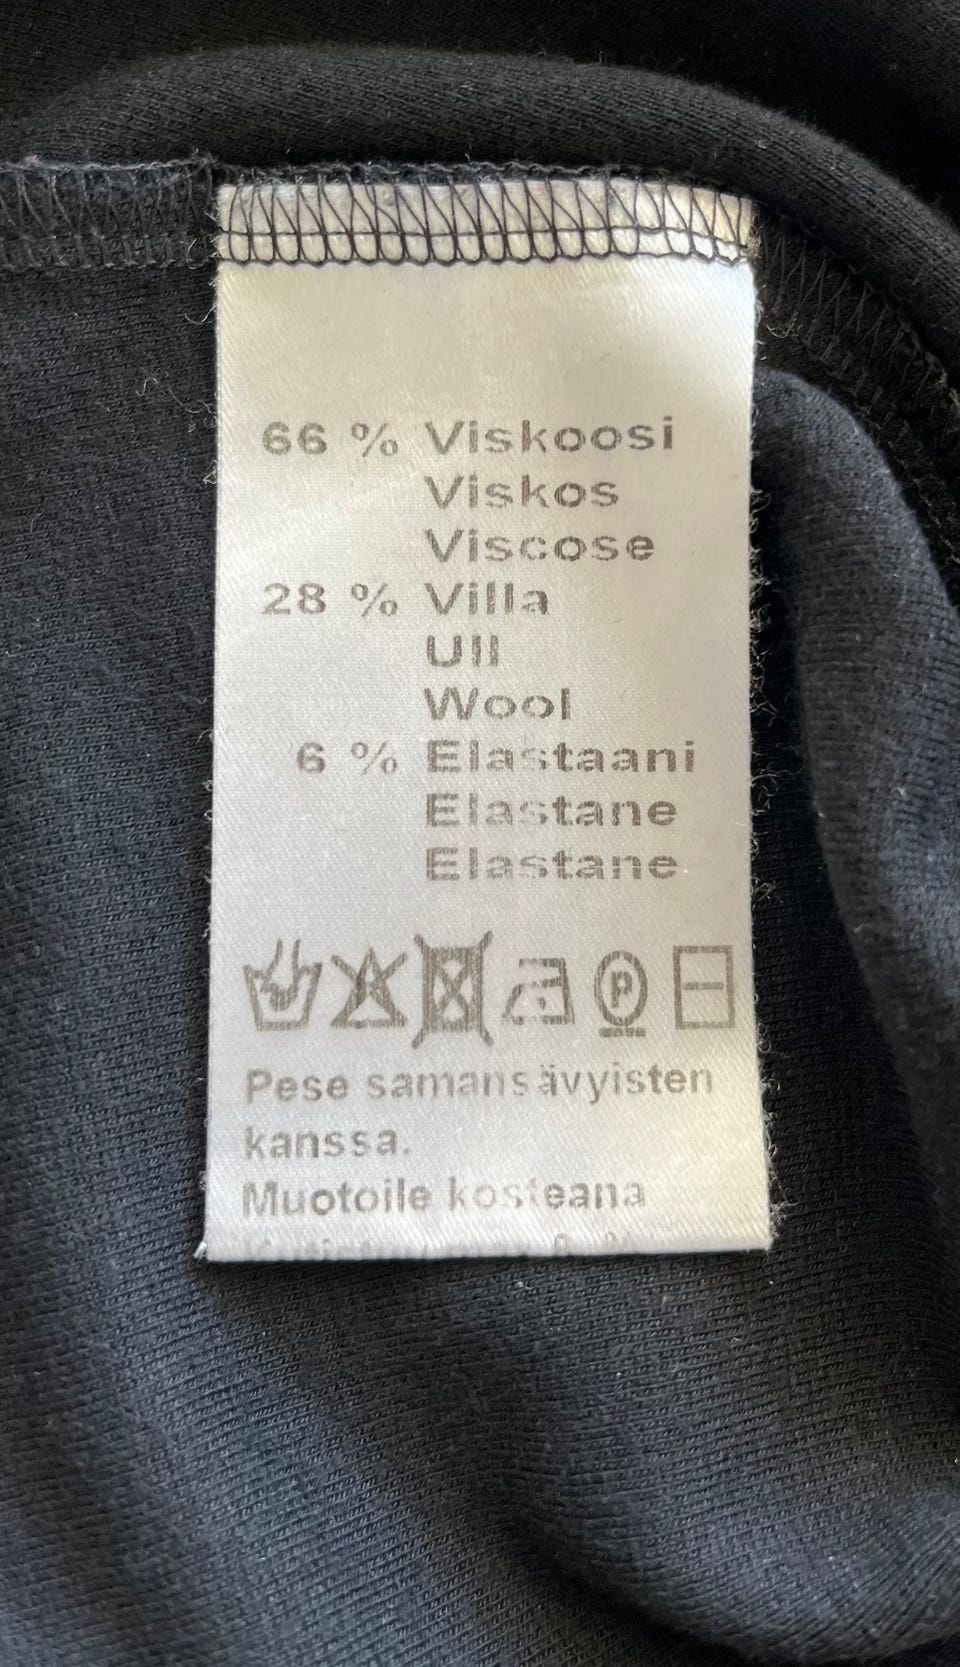 66 % Viskoosi
Viskos
Viscose
28 % Villa
Ull
Wool
6 % Elastaani
Elastane
Elastane
P
Pese samansävyisten
kanssa.
Muotoile kosteana